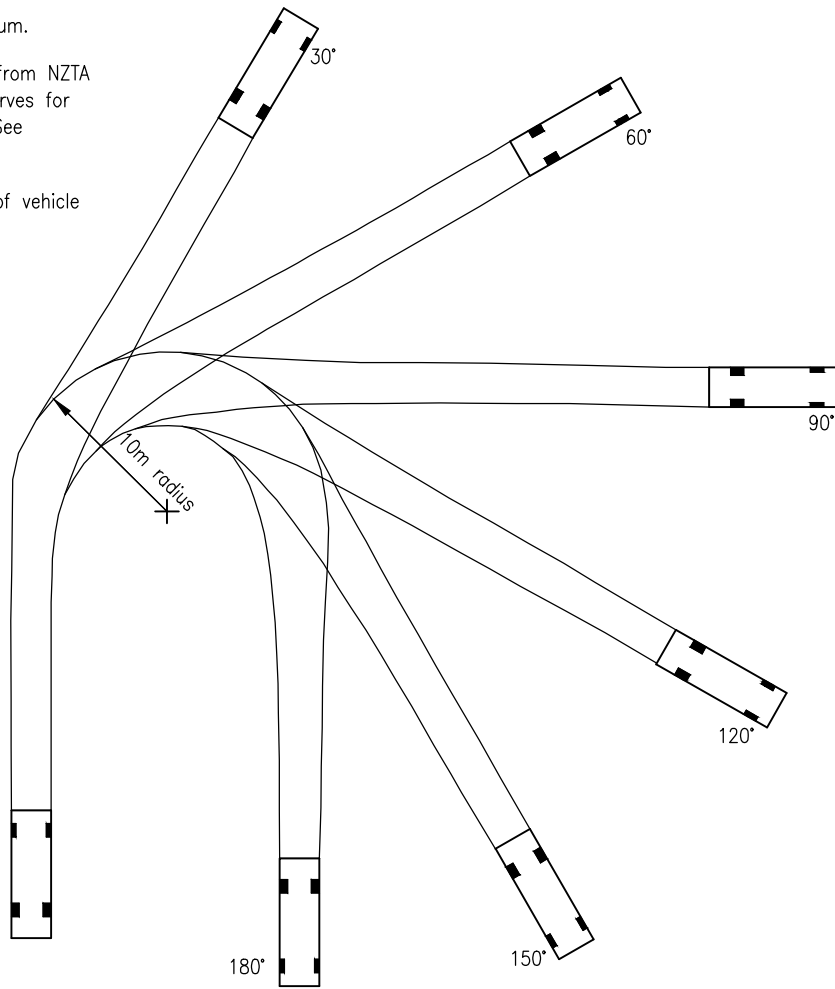 um.
from NZTA
rves for
See
of vehicle
30°
60°
90°
10m radius
120°
150°
180°